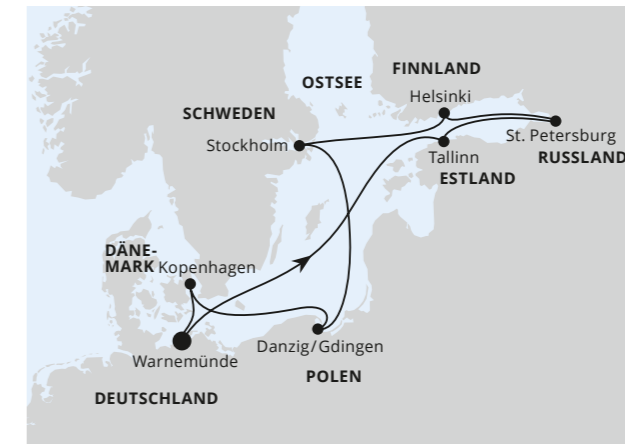 FINNLAND
OSTSEE
Helsinki
SCHWEDEN
St. Petersburg
Stockholm
Tallinn
RUSSLAND
ESTLAND
DÄNE-
MARK
Kopenhagen
Danzig/Gdingen
Warnemünde
POLEN
DEUTSCHLAND